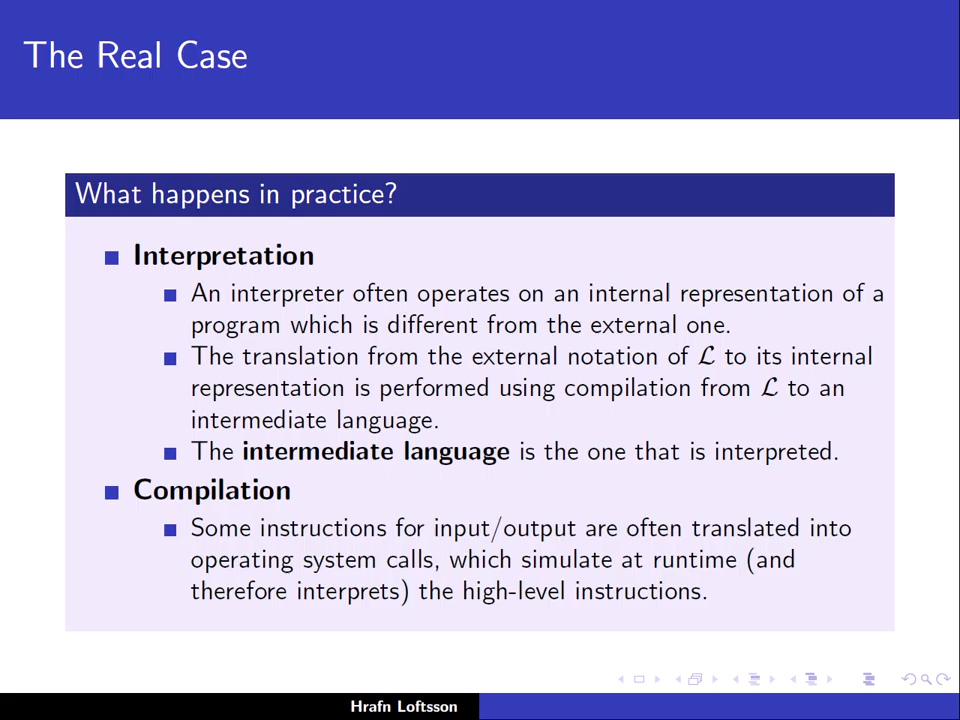 The Real Case
What happens in practice?
Interpretation
An interpreter often operates on an internal representation of a
program which is different from the external one.
The translation from the external notation of ℒ to its internal
representation is performed using compilation from ℒ to an
intermediate language.
The intermediate language is the one that is interpreted.
Compilation
Some instructions for input/output are often translated into
operating system calls, which simulate at runtime (and
therefore interprets) the high-level instructions.
Hrafn Loftsson